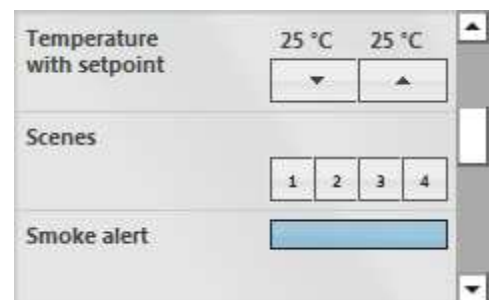 Temperature
with setpoint
25 °C 25 °C
Scenes
1 2 3 4
Smoke alert